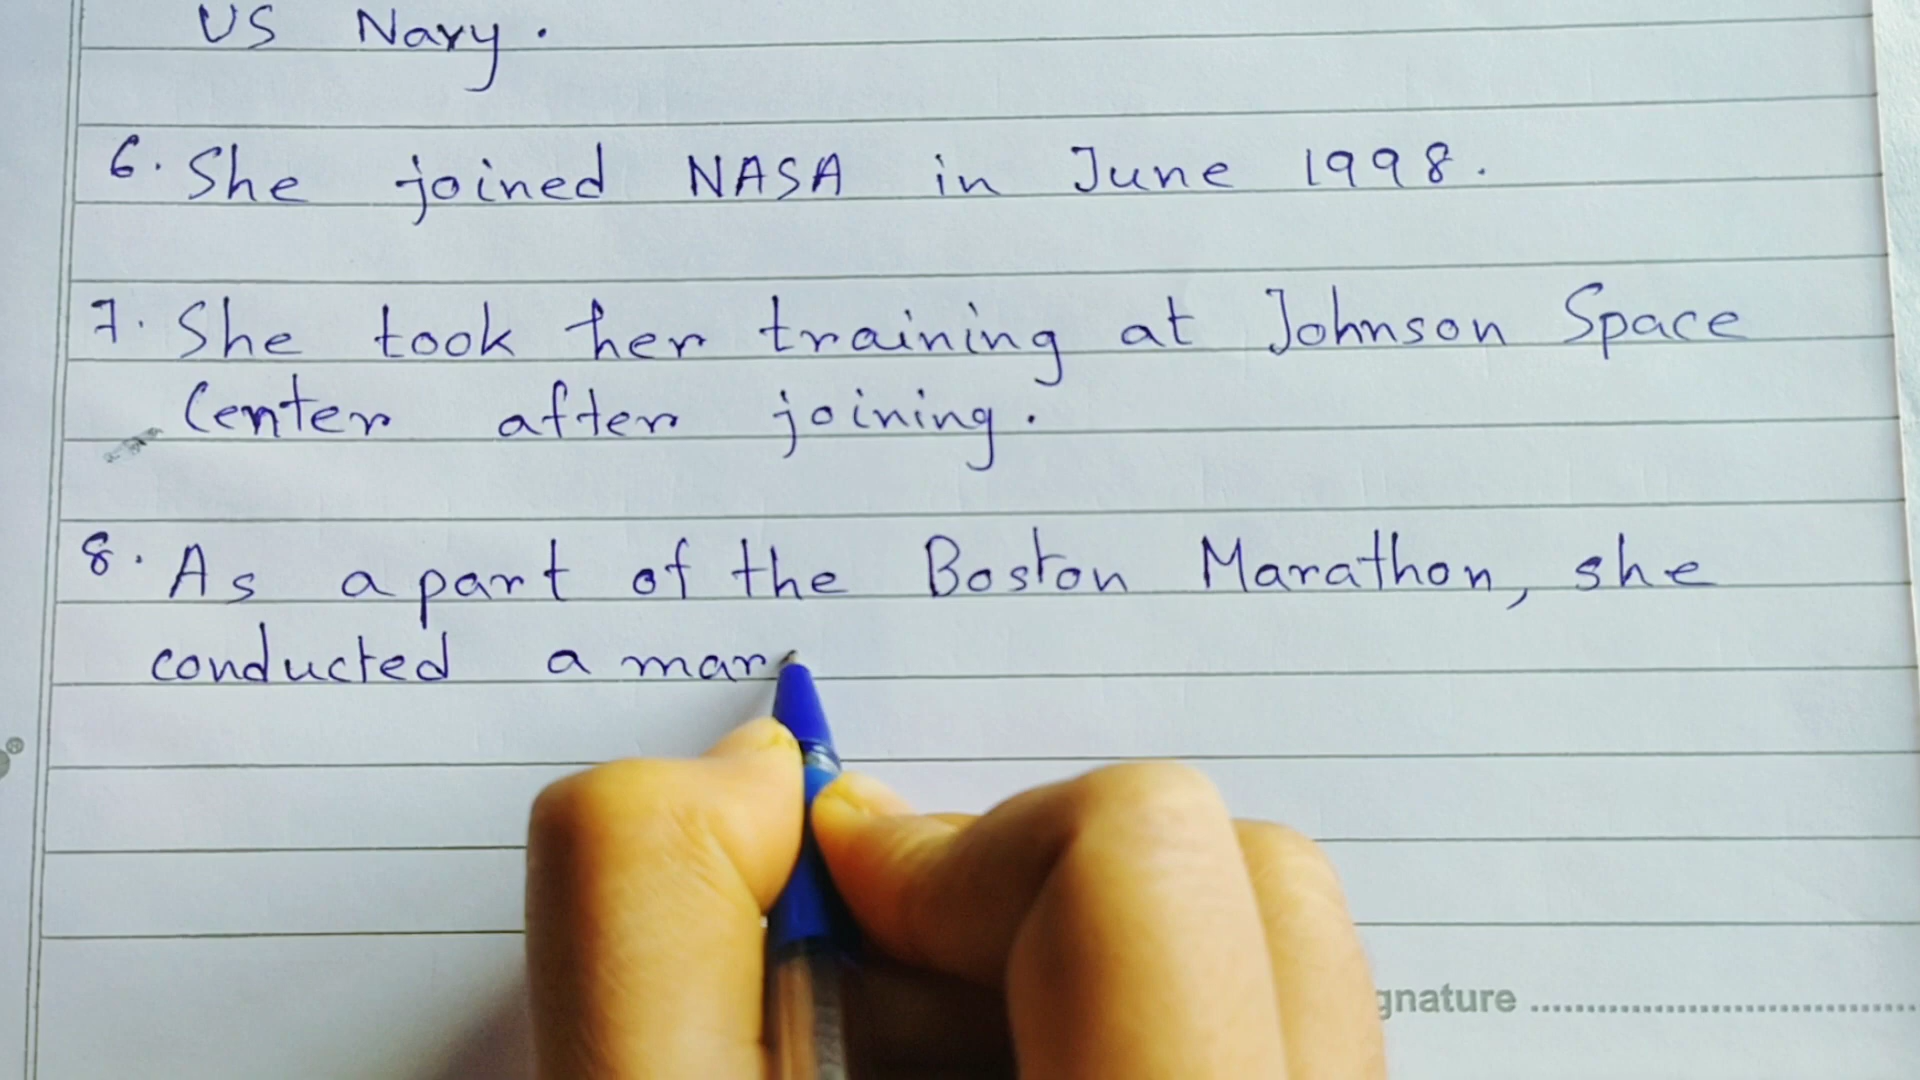 US Navy.
6. She joined NASA in June 1998.
7. She took her training at Johnson Space
Center after joining.
8. As a part of the Boston Marathon, she
conducted a mar
gnature ........................................